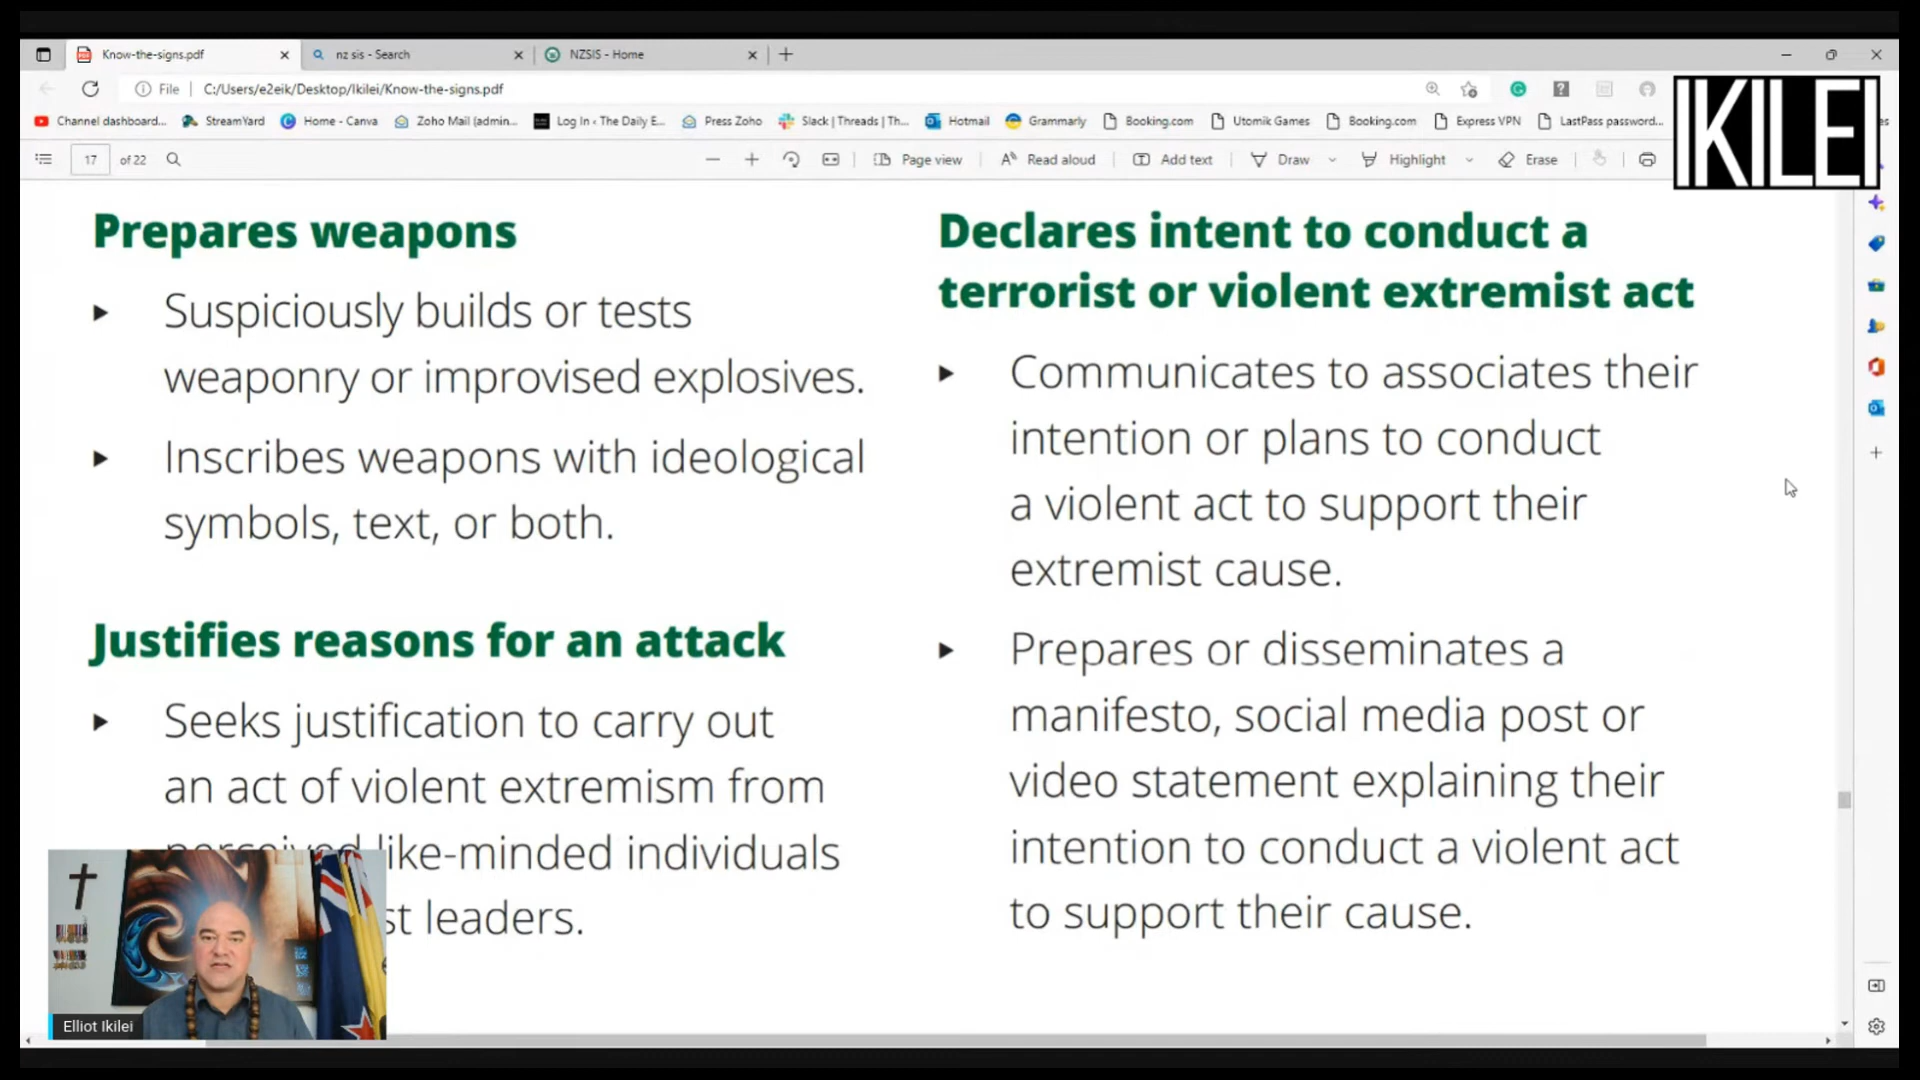 Know-the-signs.pdf
nz sis - Search
NZSIS - Home
File
C:/Users/e2eik/Desktop/Ikilei/Know-the-signs.pdf
Channel dashboard...
StreamYard
Home - Canva
Zoho Mail (admin...
Log In ‹ The Daily E...
Press Zoho
Slack | Threads | Th...
Hotmail
Grammarly
Booking.com
Utomik Games
Booking.com
Express VPN
LastPass password...
IKILEI
17 of 22
Page view
Read aloud
Add text
Draw
Highlight
Erase
Prepares weapons
Suspiciously builds or tests
weaponry or improvised explosives.
Inscribes weapons with ideological
symbols, text, or both.
Justifies reasons for an attack
Seeks justification to carry out
an act of violent extremism from
perceived like-minded individuals
st leaders.
Declares intent to conduct a
terrorist or violent extremist act
Communicates to associates their
intention or plans to conduct
a violent act to support their
extremist cause.
Prepares or disseminates a
manifesto, social media post or
video statement explaining their
intention to conduct a violent act
to support their cause.
Elliot Ikilei